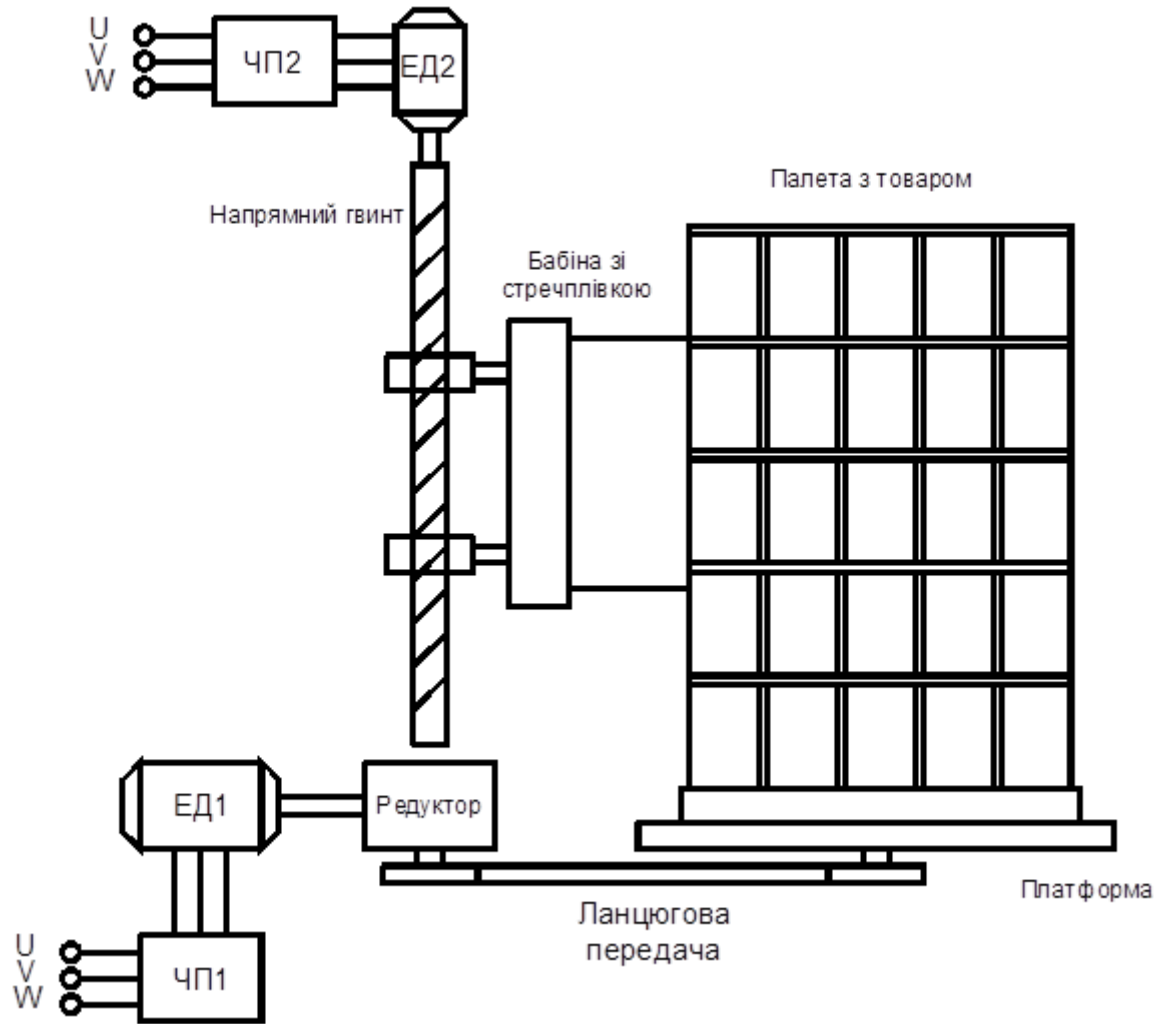 U
V
W
ЧП2
ЕД2
Палета з товаром
Напрямний гвинт
Бабіна зі
стречплівкою
ЕД1
Редуктор
Платформа
Ланцюгова
передача
U
V
W
ЧП1